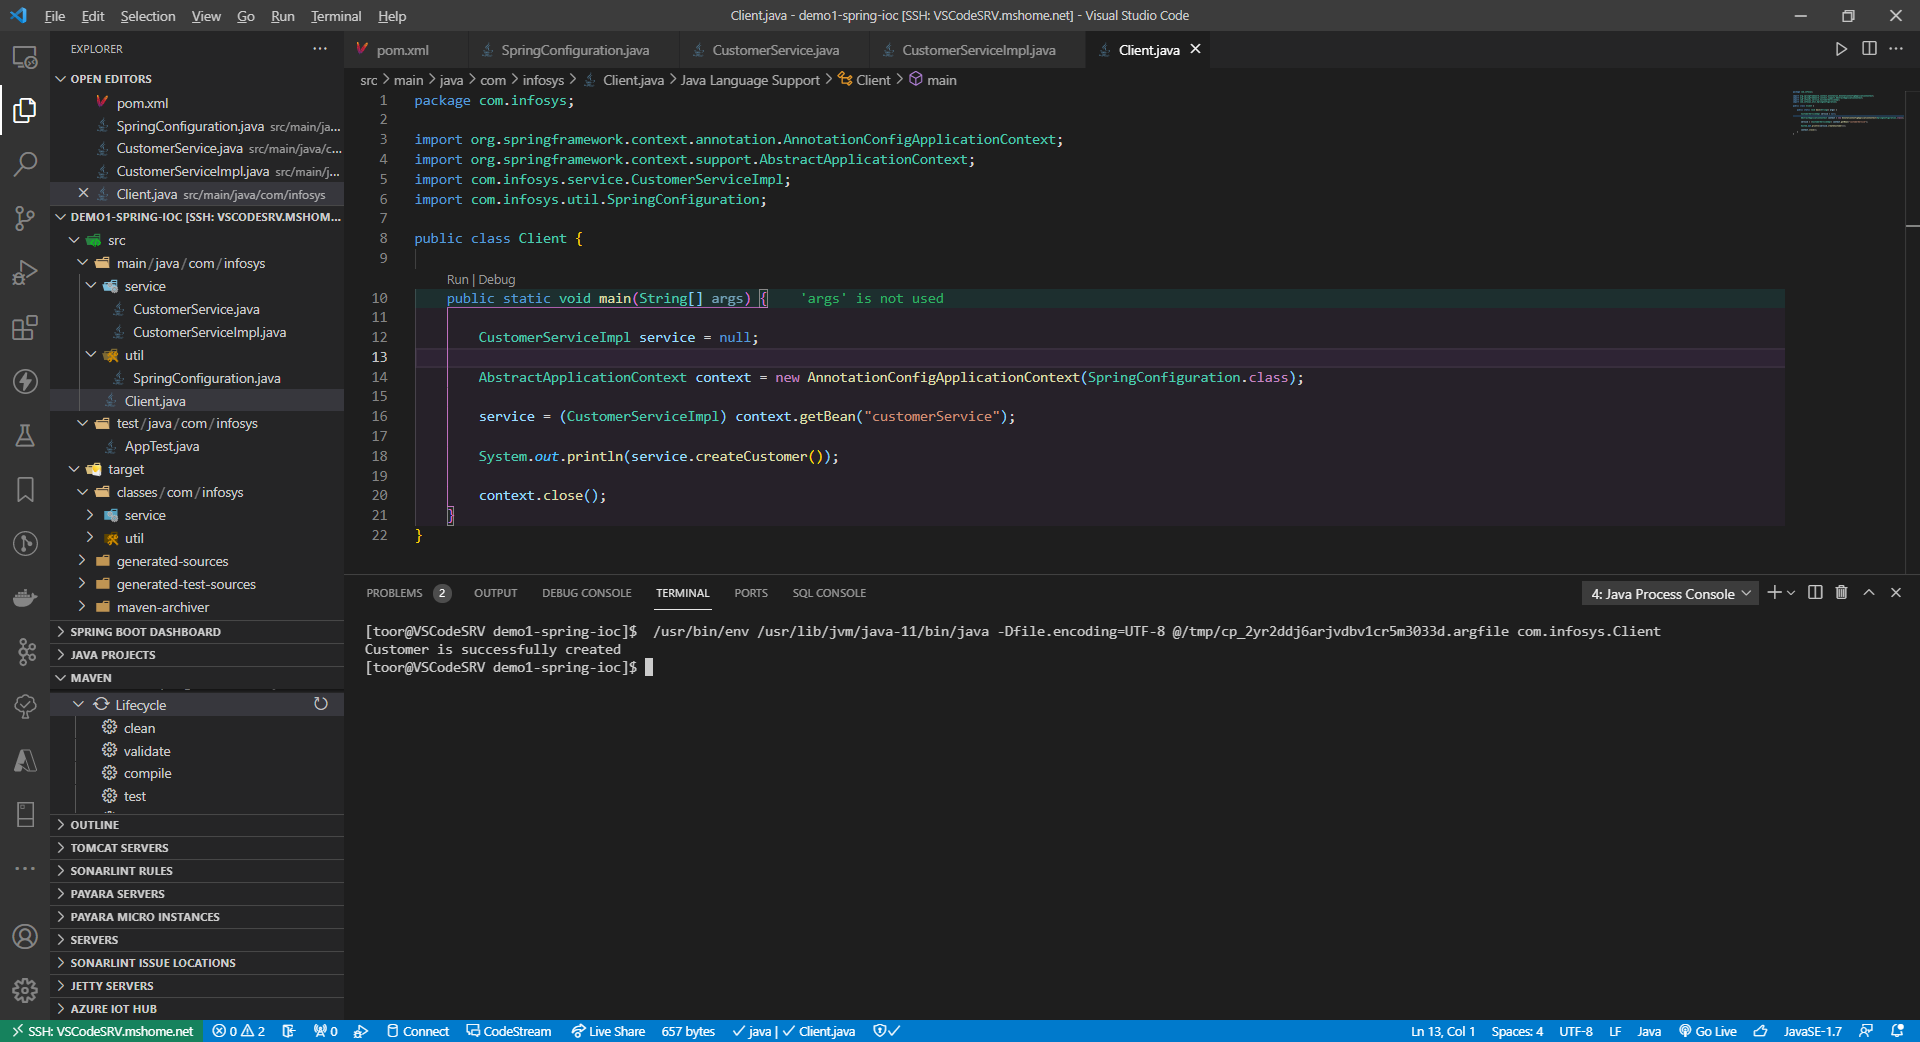 File Edit Selection View Go Run Terminal Help
Client.java - demo1-spring-ioc [SSH: VSCodeSRV.mshome.net] - Visual Studio Code
EXPLORER
OPEN EDITORS
pom.xml
SpringConfiguration.java src/main/ja...
CustomerService.java src/main/java/c...
CustomerServiceImpl.java src/main/j...
Client.java src/main/java/com/infosys
DEMO1-SPRING-IOC [SSH: VSCODESRV.MSHOM...
src
main/java/com/infosys
service
CustomerService.java
CustomerServiceImpl.java
util
SpringConfiguration.java
Client.java
test/java/com/infosys
AppTest.java
target
classes/com/infosys
service
util
generated-sources
generated-test-sources
maven-archiver
SPRING BOOT DASHBOARD
JAVA PROJECTS
MAVEN
Lifecycle
clean
validate
compile
test
OUTLINE
TOMCAT SERVERS
SONARLINT RULES
PAYARA SERVERS
PAYARA MICRO INSTANCES
SERVERS
SONARLINT ISSUE LOCATIONS
JETTY SERVERS
AZURE IOT HUB
pom.xml SpringConfiguration.java CustomerService.java CustomerServiceImpl.java Client.java
src > main > java > com > infosys > Client.java > Java Language Support > Client > main
1 package com.infosys;
2
3 import org.springframework.context.annotation.AnnotationConfigApplicationContext;
4 import org.springframework.context.support.AbstractApplicationContext;
5 import com.infosys.service.CustomerServiceImpl;
6 import com.infosys.util.SpringConfiguration;
7
8 public class Client {
9
Run | Debug
10 public static void main(String[] args) { 'args' is not used
11
12 CustomerServiceImpl service = null;
13
14 AbstractApplicationContext context = new AnnotationConfigApplicationContext(SpringConfiguration.class);
15
16 service = (CustomerServiceImpl) context.getBean("customerService");
17
18 System.out.println(service.createCustomer());
19
20 context.close();
21 }
22 }
PROBLEMS 2 OUTPUT DEBUG CONSOLE TERMINAL PORTS SQL CONSOLE 4: Java Process Console
[toor@VSCodeSRV demo1-spring-ioc]$ /usr/bin/env /usr/lib/jvm/java-11/bin/java -Dfile.encoding=UTF-8 @/tmp/cp_2yr2ddj6arjvdbv1cr5m3033d.argfile com.infosys.Client
Customer is successfully created
[toor@VSCodeSRV demo1-spring-ioc]$
SSH: VSCodeSRV.mshome.net 0 2 0 Connect CodeStream Live Share 657 bytes java | Client.java Ln 13, Col 1 Spaces: 4 UTF-8 LF Java Go Live JavaSE-1.7